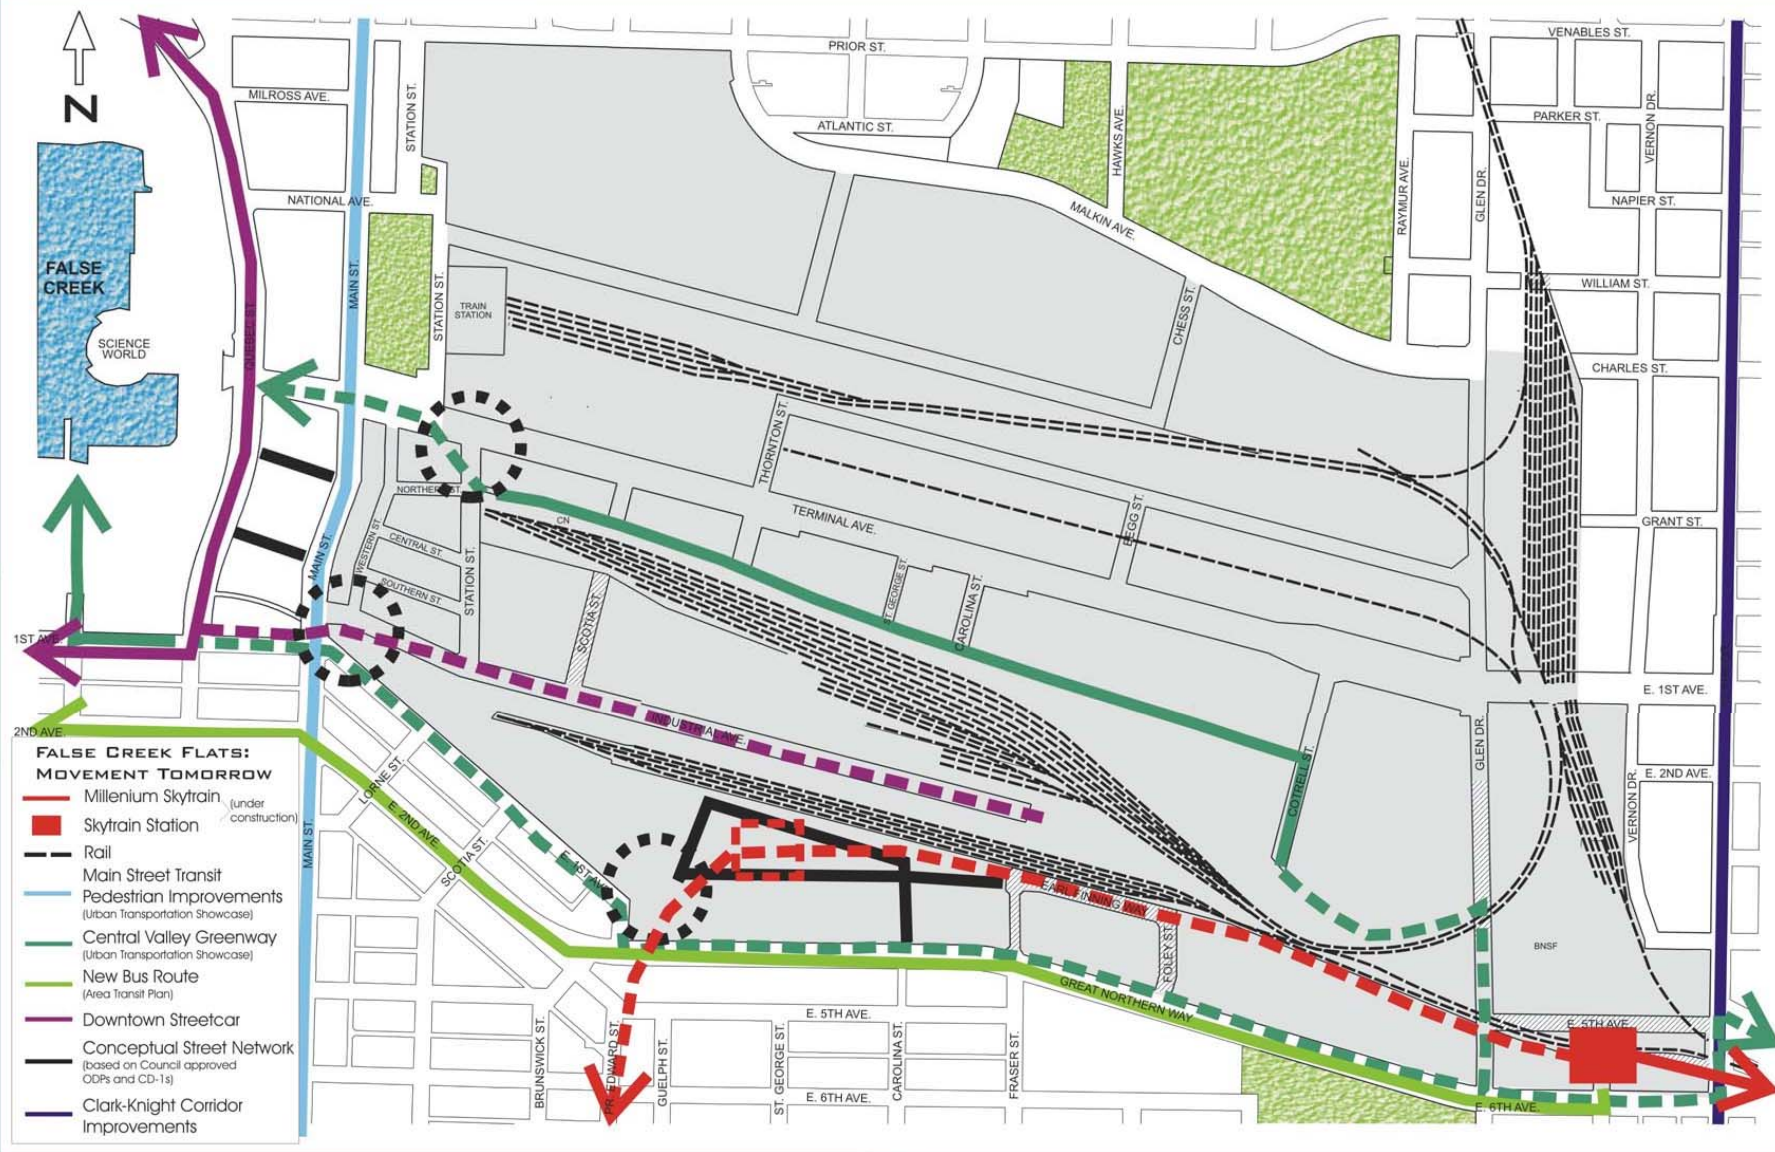 PRIOR ST.
VENABLES ST.
MILROSS AVE.
STATION ST.
N
ATLANTIC ST.
HAWKS AVE.
PARKER ST.
VERNON DR.
RAYMUR AVE.
GLEN DR.
NATIONAL AVE.
NAPIER ST.
MALKIN AVE.
FALSE
CREEK
MAIN ST.
STATION ST.
TRAIN
STATION
WILLIAM ST.
CHESS ST.
QUEBEC ST.
SCIENCE
WORLD
CHARLES ST.
THORNTON ST.
NORTHERN ST.
TERMINAL AVE.
BEGG ST.
GRANT ST.
CN
WESTERN ST.
CENTRAL ST.
MAIN ST.
SOUTHERN ST.
STATION ST.
SCOTIA ST.
ST. GEORGE ST.
CAROLINA ST.
1ST AVE.
E. 1ST AVE.
2ND AVE.
INDUSTRIAL AVE.
GLEN DR.
COTRELL ST.
E. 2ND AVE.
VERNON DR.
LORNE ST.
E. 2ND AVE.
SCOTIA ST.
MAIN ST.
E. 1ST AVE.
EARL FINNING WAY
FOLEY ST.
BNSF
GREAT NORTHERN WAY
E. 5TH AVE.
E. 5TH AVE.
BRUNSWICK ST.
PR. EDWARD ST.
GUELPH ST.
ST. GEORGE ST.
CAROLINA ST.
FRASER ST.
E. 6TH AVE.
E. 6TH AVE.
FALSE CREEK FLATS:
MOVEMENT TOMORROW
Millenium Skytrain
(under
construction)
Skytrain Station
Rail
Main Street Transit
Pedestrian Improvements
(Urban Transportation Showcase)
Central Valley Greenway
(Urban Transportation Showcase)
New Bus Route
(Area Transit Plan)
Downtown Streetcar
Conceptual Street Network
(based on Council approved
ODPs and CD-1s)
Clark-Knight Corridor
Improvements